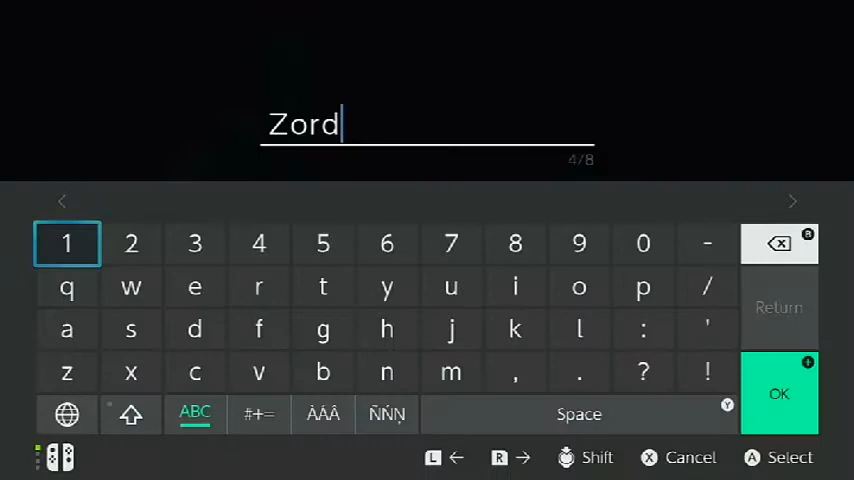 Zord
4/8
< >
1 2 3 4 5 6 7 8 9 0 - B
q w e r t y u i o p / Return
a s d f g h j k l : '
z x c v b n m , . ? ! + OK
ABC #+= ÀÁÂ ÑŃŅ Space Y
L ← R → Shift X Cancel A Select